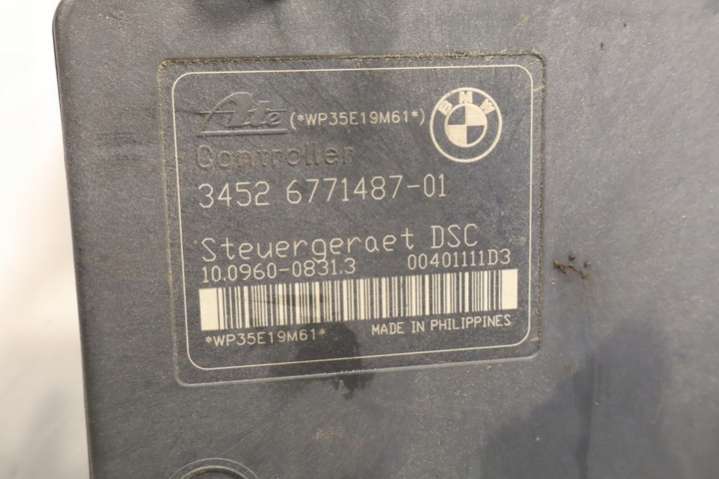 Ate (*WP35E19M61*) BMW
Controller
3452 6771487-01
Steuergeraet DSC
10.0960-0831.3 00401111D3
*WP35E19M61* MADE IN PHILIPPINES